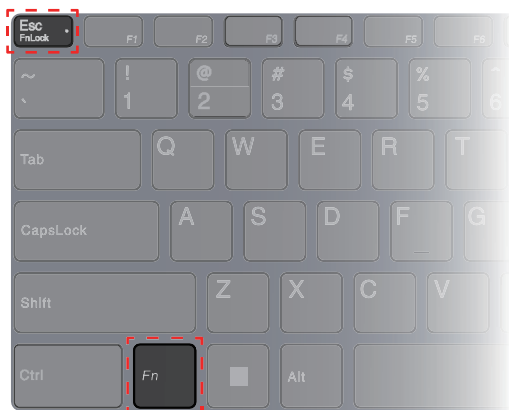 Esc
FnLock
F1
F2
F3
F4
F5
F6
~
`
!
1
@
2
#
3
$
4
%
5
^
6
Tab
Q
W
E
R
T
CapsLock
A
S
D
F
G
Shift
Z
X
C
V
Ctrl
Fn
Alt